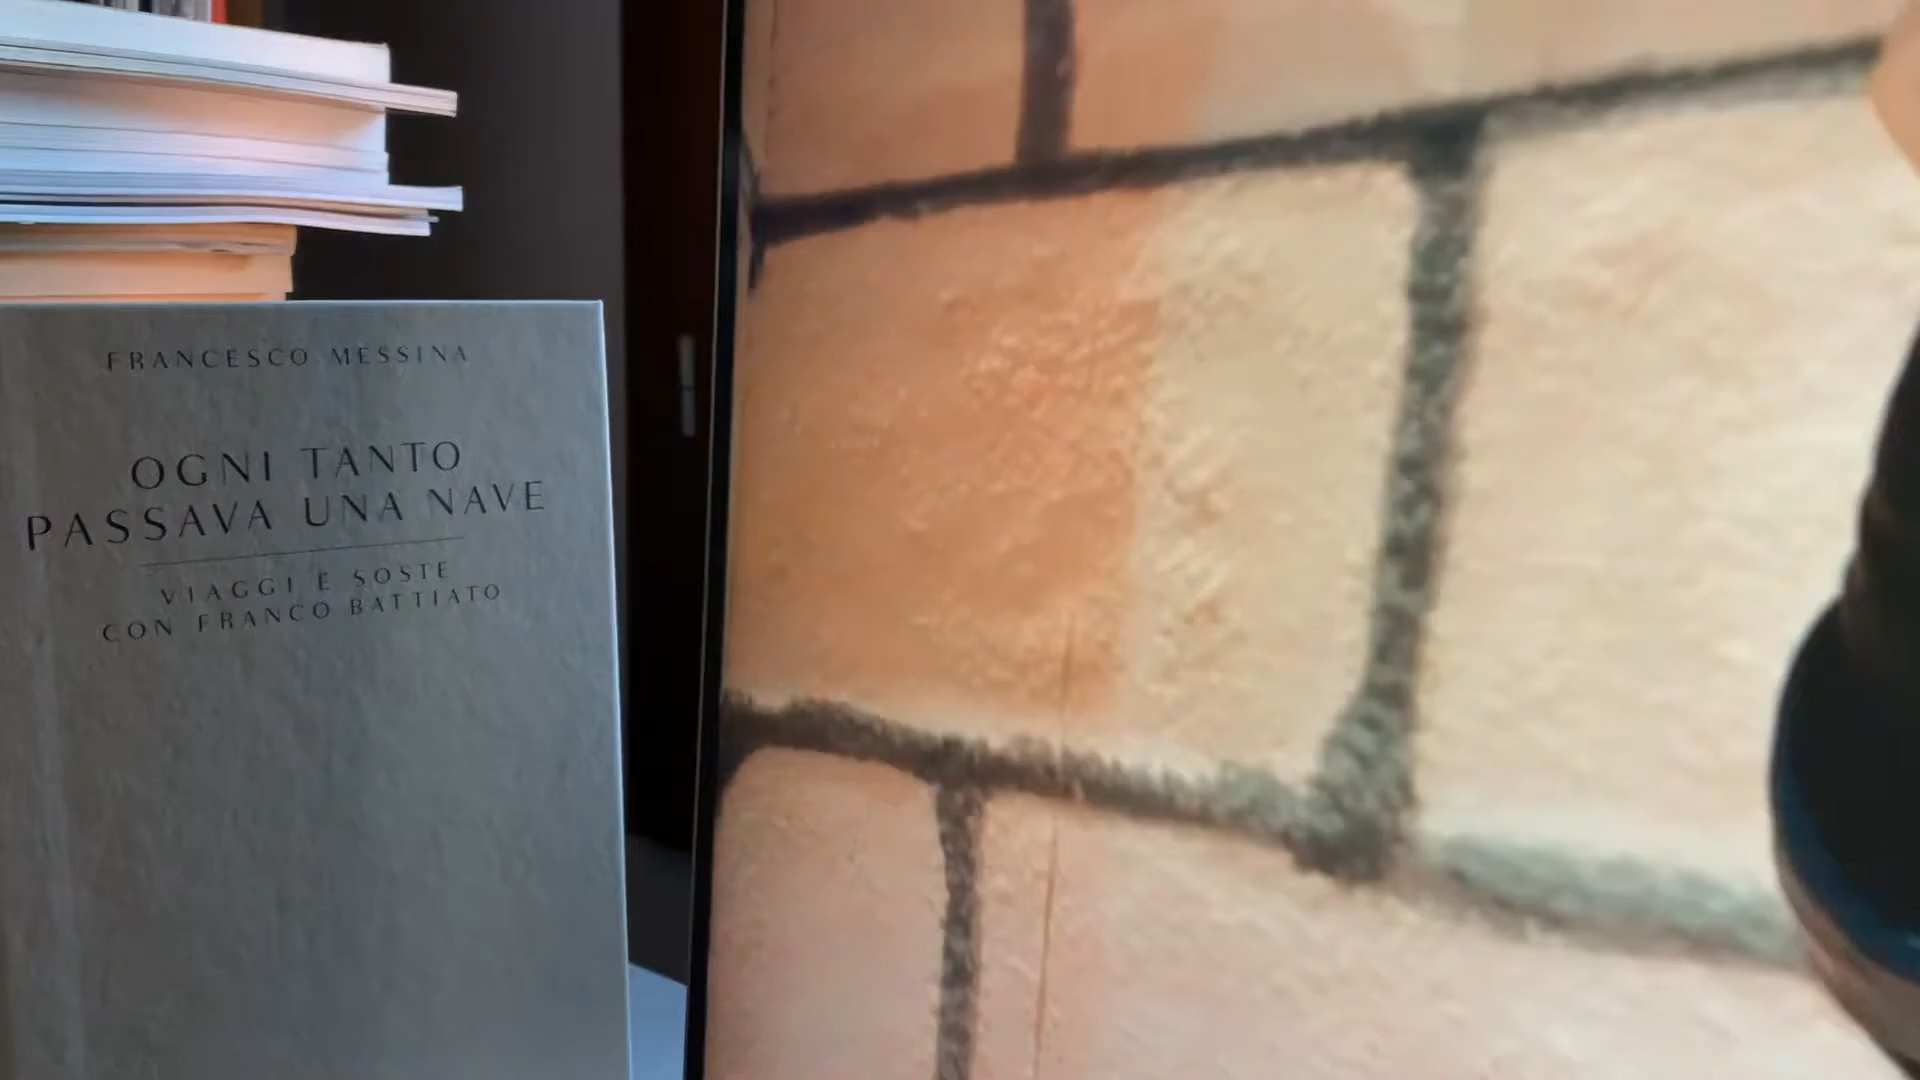 FRANCESCO MESSINA
OGNI TANTO
PASSAVA UNA NAVE
VIAGGI E SOSTE
CON FRANCO BATTIATO